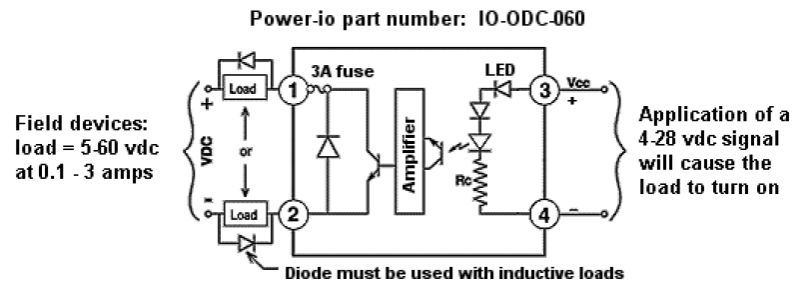 Power-io part number: IO-ODC-060
3A fuse
LED
Load
1
3
Vcc
+
+
Field devices:
load = 5-60 vdc
at 0.1 - 3 amps
VDC
or
Amplifier
Rc
Application of a
4-28 vdc signal
will cause the
load to turn on
-
Load
2
4
-
Diode must be used with inductive loads